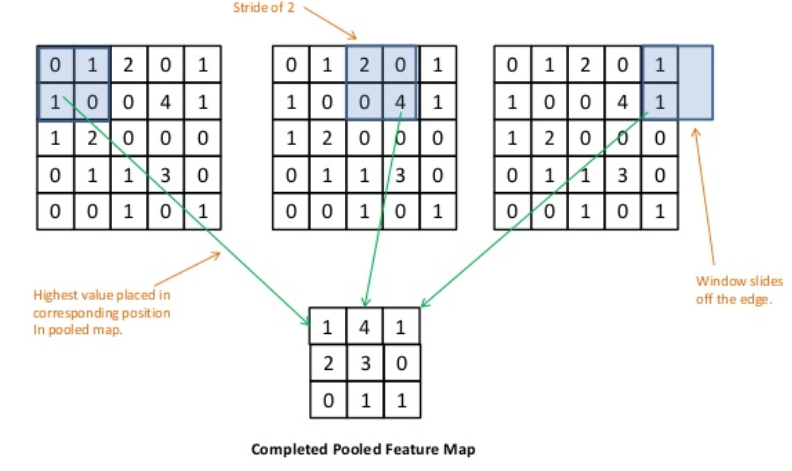 Stride of 2
0 1 2 0 1
1 0 0 4 1
1 2 0 0 0
0 1 1 3 0
0 0 1 0 1
0 1 2 0 1
1 0 0 4 1
1 2 0 0 0
0 1 1 3 0
0 0 1 0 1
0 1 2 0 1
1 0 0 4 1
1 2 0 0 0
0 1 1 3 0
0 0 1 0 1
Highest value placed in
corresponding position
In pooled map.
Window slides
off the edge.
1 4 1
2 3 0
0 1 1
Completed Pooled Feature Map